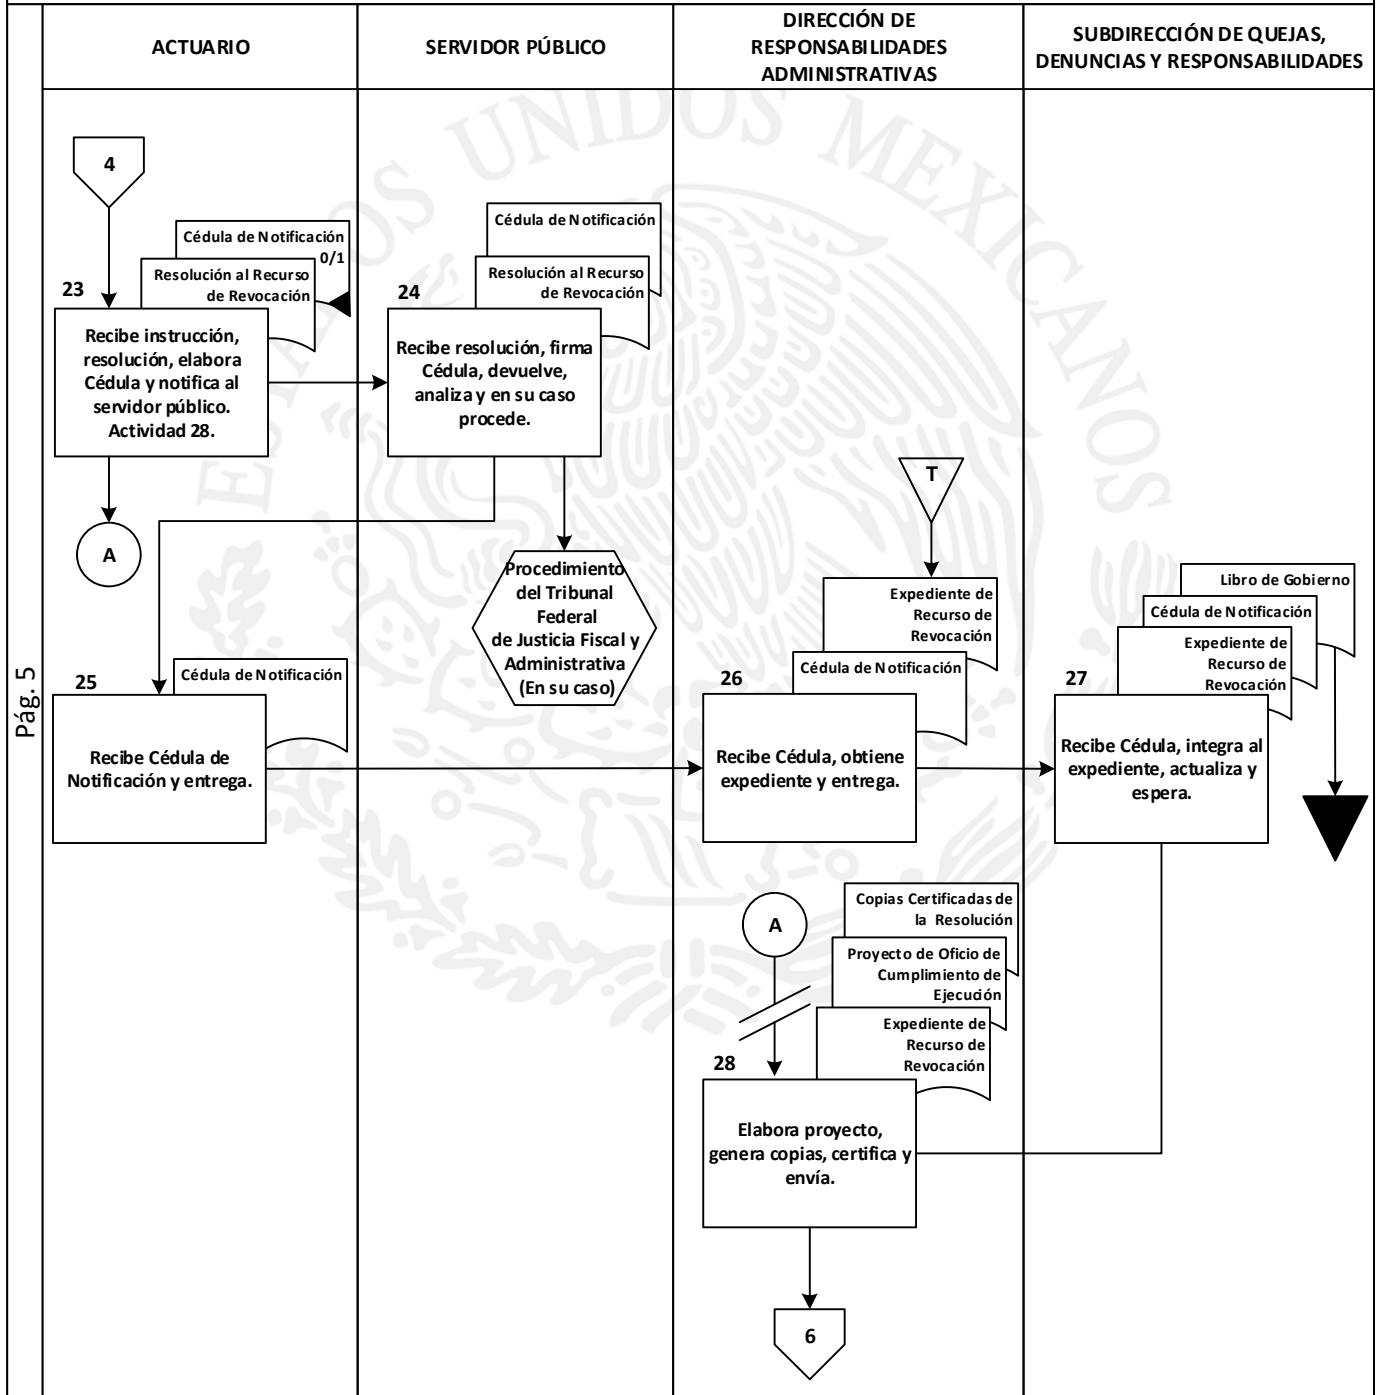 ACTUARIO
SERVIDOR PÚBLICO
DIRECCIÓN DE
RESPONSABILIDADES
ADMINISTRATIVAS
SUBDIRECCIÓN DE QUEJAS,
DENUNCIAS Y RESPONSABILIDADES
Pág. 5
ESTADOS UNIDOS MEXICANOS
4
Cédula de Notificación
0/1
Resolución al Recurso
de Revocación
23
Recibe instrucción,
resolución, elabora
Cédula y notifica al
servidor público.
Actividad 28.
A
Cédula de Notificación
Resolución al Recurso
de Revocación
24
Recibe resolución, firma
Cédula, devuelve,
analiza y en su caso
procede.
Procedimiento
del Tribunal
Federal
de Justicia Fiscal y
Administrativa
(En su caso)
Cédula de Notificación
25
Recibe Cédula de
Notificación y entrega.
T
Expediente de
Recurso de
Revocación
Cédula de Notificación
26
Recibe Cédula, obtiene
expediente y entrega.
Libro de Gobierno
Cédula de Notificación
Expediente de
Recurso de
Revocación
27
Recibe Cédula, integra al
expediente, actualiza y
espera.
A
Copias Certificadas de
la Resolución
Proyecto de Oficio de
Cumplimiento de
Ejecución
Expediente de
Recurso de
Revocación
28
Elabora proyecto,
genera copias, certifica y
envía.
6